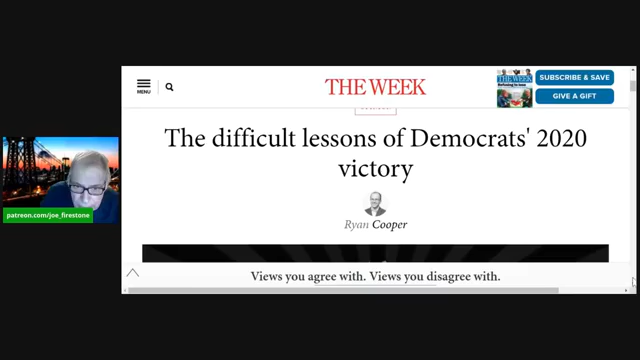 MENU
THE WEEK
SUBSCRIBE & SAVE
GIVE A GIFT
The difficult lessons of Democrats' 2020
victory
Ryan Cooper
patreon.com/joe_firestone
Views you agree with. Views you disagree with.